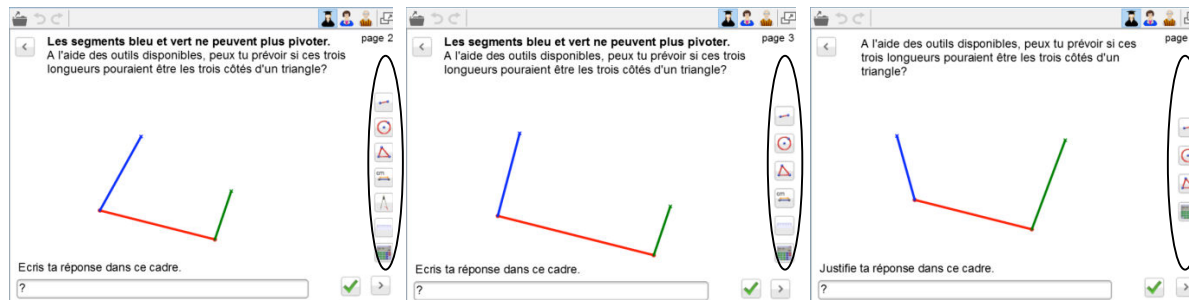 page 2
Les segments bleu et vert ne peuvent plus pivoter.
A l'aide des outils disponibles, peux tu prévoir si ces trois
longueurs pouraient être les trois côtés d'un triangle?
cm
Ecris ta réponse dans ce cadre.
?
page 3
Les segments bleu et vert ne peuvent plus pivoter.
A l'aide des outils disponibles, peux tu prévoir si ces trois
longueurs pouraient être les trois côtés d'un triangle?
cm
Ecris ta réponse dans ce cadre.
?
page
A l'aide des outils disponibles, peux tu prévoir si ces
trois longueurs pouraient être les trois côtés d'un
triangle?
Justifie ta réponse dans ce cadre.
?